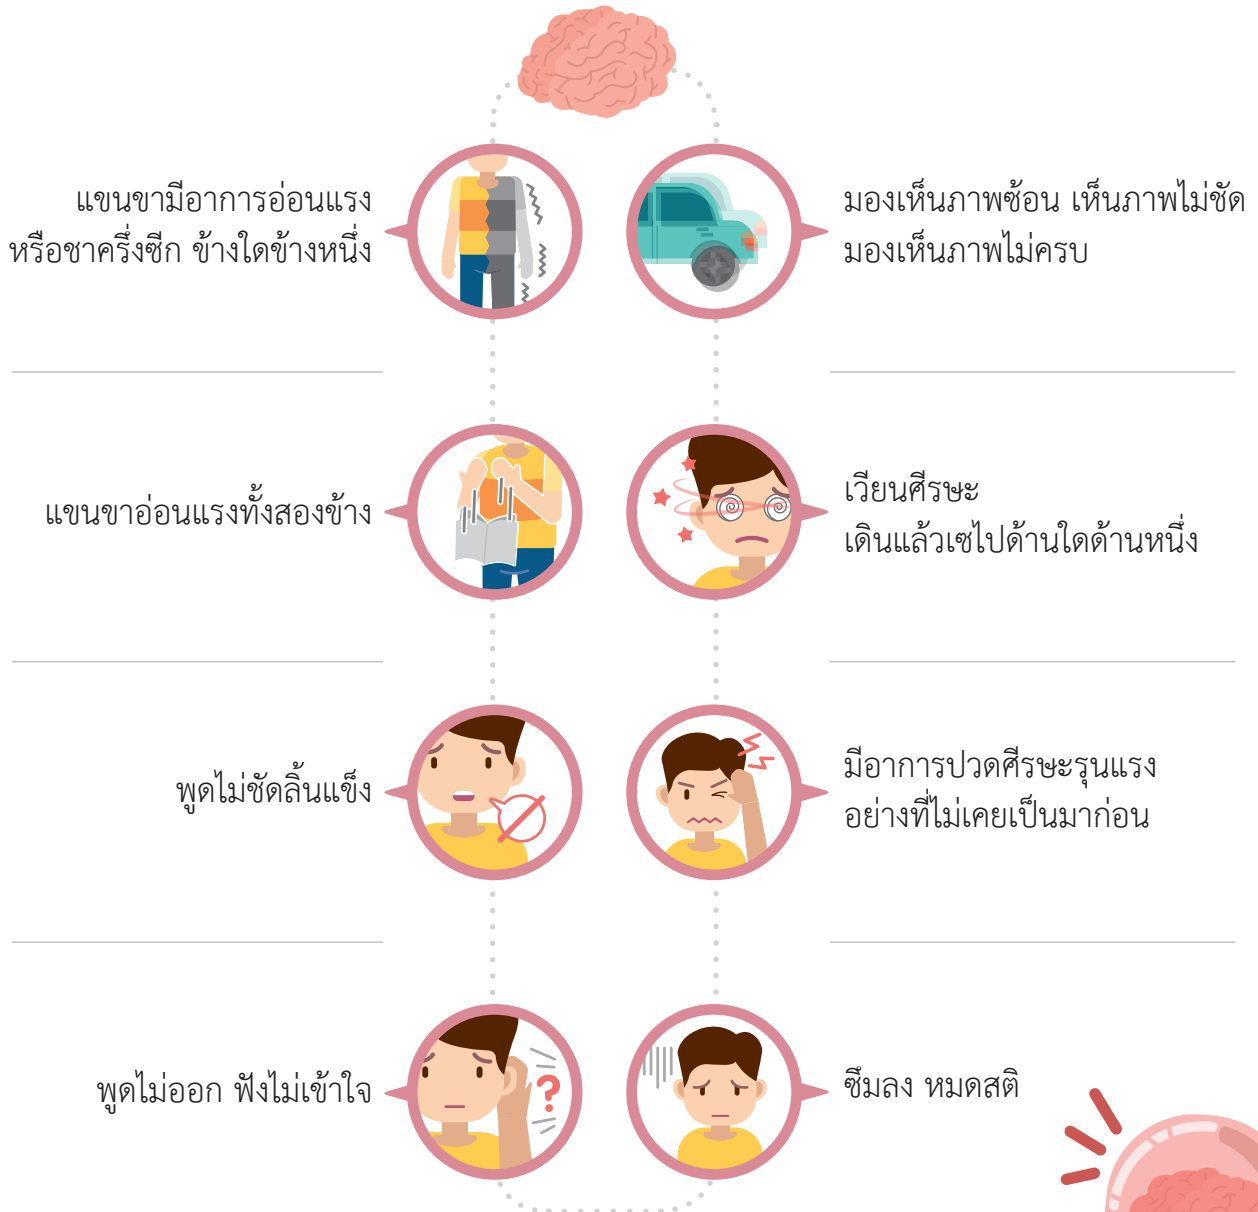 แขนขามีอาการอ่อนแรง
หรือชาครึ่งซีก ข้างใดข้างหนึ่ง
มองเห็นภาพซ้อน เห็นภาพไม่ชัด
มองเห็นภาพไม่ครบ
แขนขาอ่อนแรงทั้งสองข้าง
เวียนศีรษะ
เดินแล้วเซไปด้านใดด้านหนึ่ง
พูดไม่ชัดลิ้นแข็ง
มีอาการปวดศีรษะรุนแรง
อย่างที่ไม่เคยเป็นมาก่อน
พูดไม่ออก ฟังไม่เข้าใจ
?
ซึมลง หมดสติ